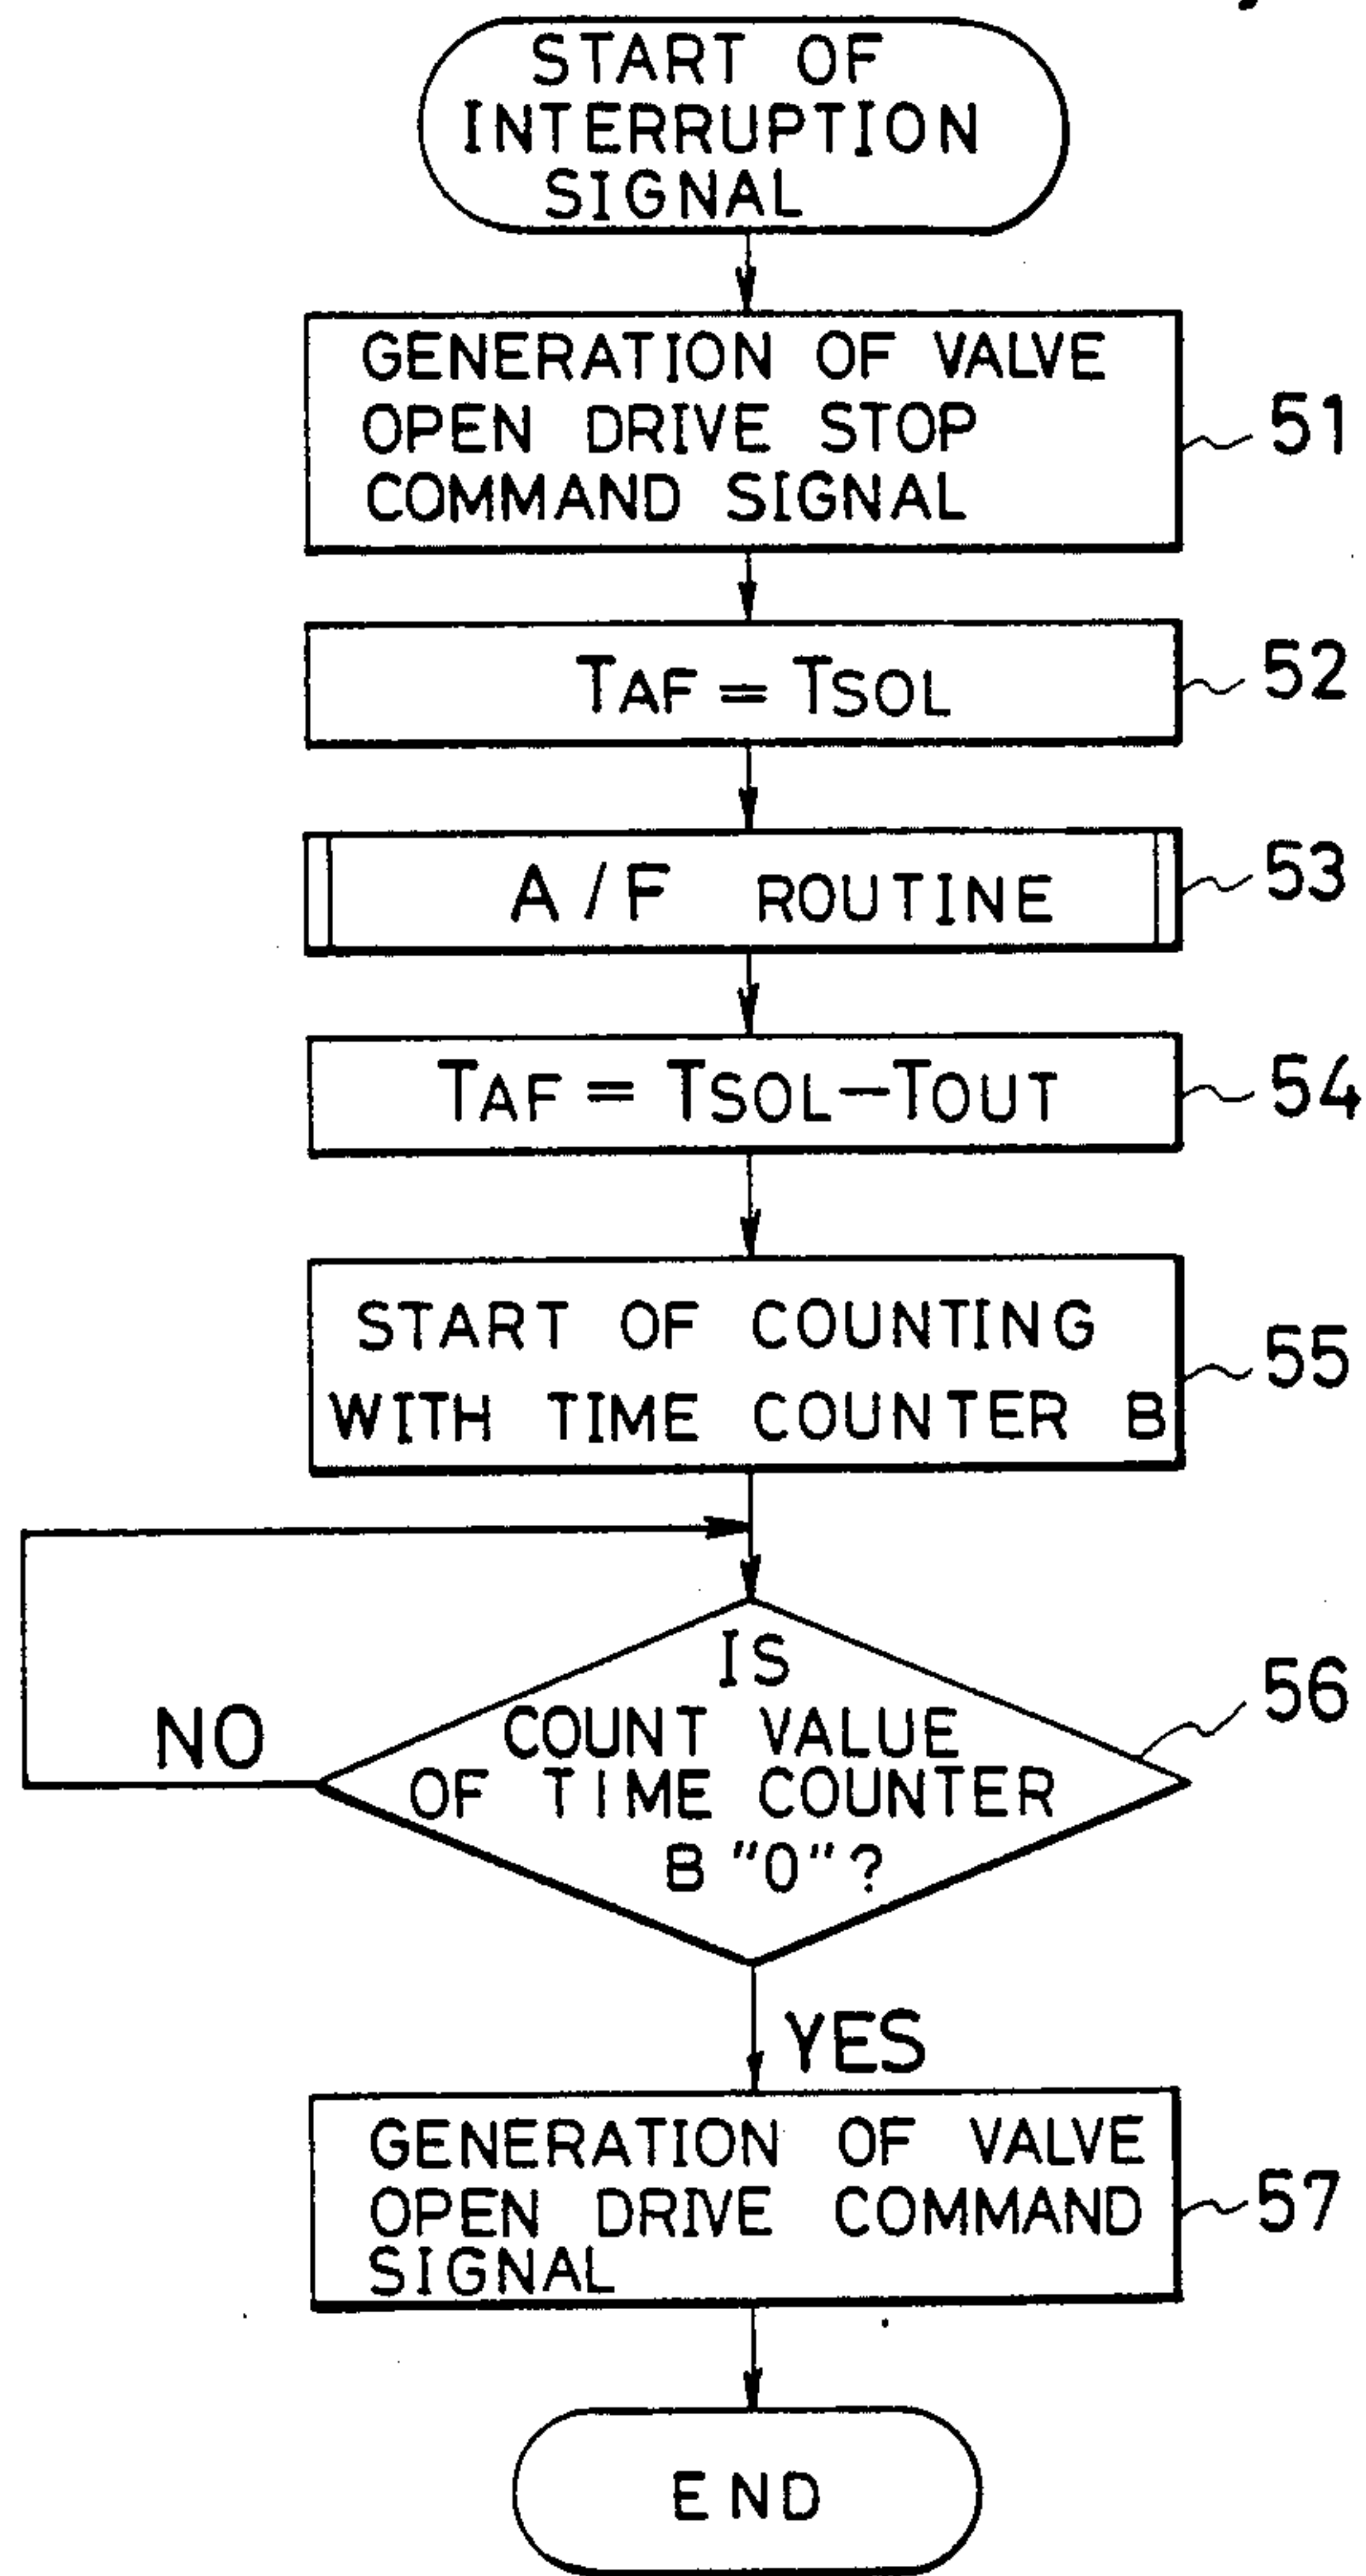 START OF
INTERRUPTION
SIGNAL
GENERATION OF VALVE
OPEN DRIVE STOP
COMMAND SIGNAL
51
TAF = TSOL
52
A/F ROUTINE
53
TAF = TSOL-TOUT
54
START OF COUNTING
WITH TIME COUNTER B
55
IS
COUNT VALUE
OF TIME COUNTER
B "0"?
56
NO
YES
GENERATION OF VALVE
OPEN DRIVE COMMAND
SIGNAL
57
END